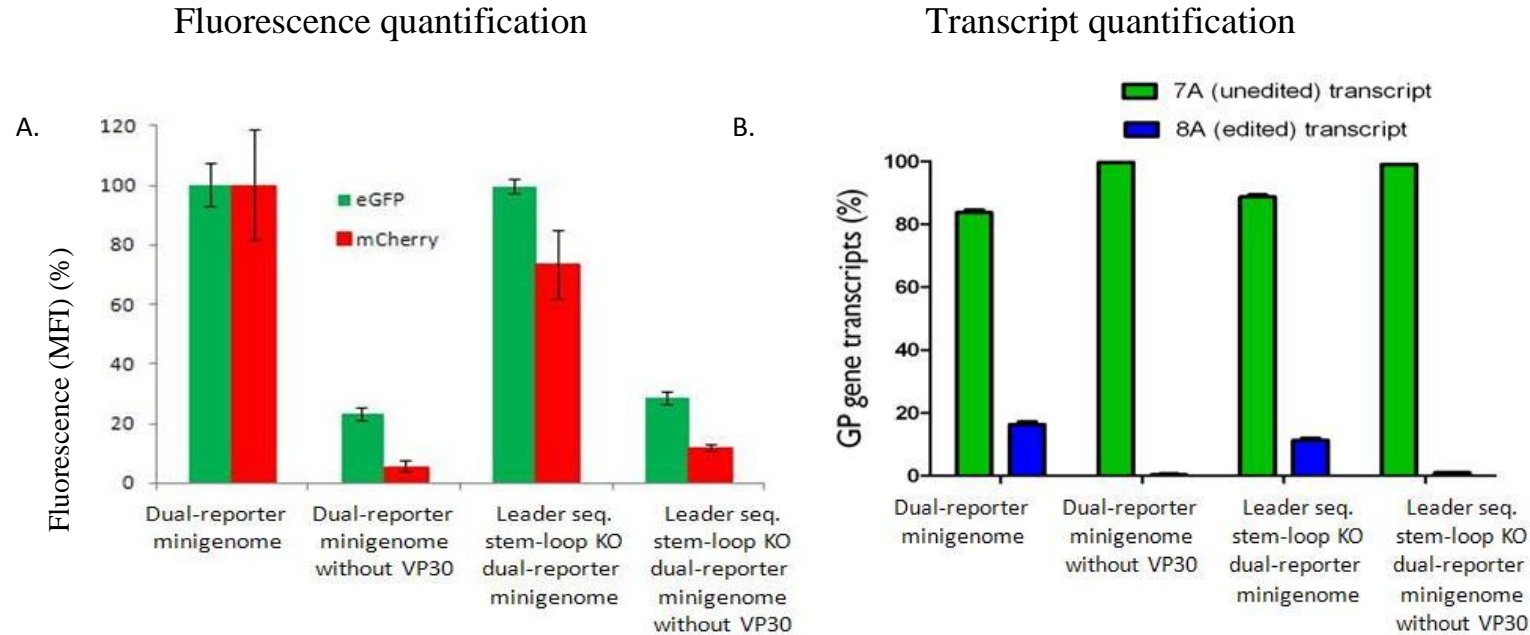 Fluorescence quantification
Transcript quantification
A.
Fluorescence (MFI) (%)
120
100
80
60
40
20
0
eGFP
mCherry
Dual-reporter
minigenome
Dual-reporter
minigenome
without VP30
Leader seq.
stem-loop KO
dual-reporter
minigenome
Leader seq.
stem-loop KO
dual-reporter
minigenome
without VP30
B.
7A (unedited) transcript
8A (edited) transcript
GP gene transcripts (%)
100
80
60
40
20
0
Dual-reporter
minigenome
Dual-reporter
minigenome
without VP30
Leader seq.
stem-loop KO
dual-reporter
minigenome
Leader seq.
stem-loop KO
dual-reporter
minigenome
without VP30